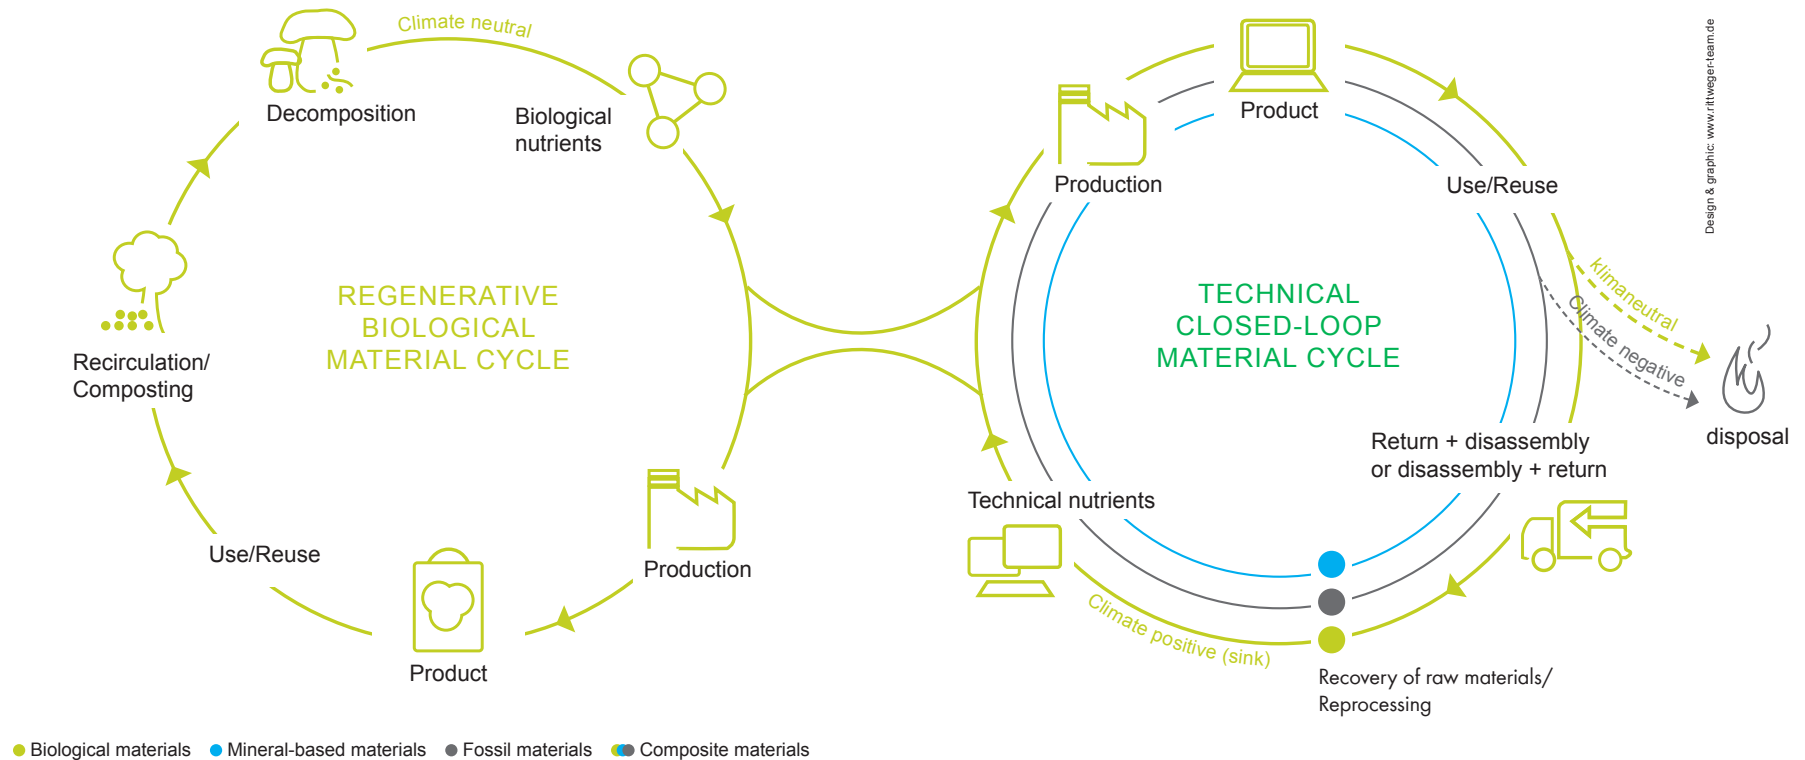 Climate neutral
Decomposition
Biological
nutrients
REGENERATIVE
BIOLOGICAL
MATERIAL CYCLE
Recirculation/
Composting
Use/Reuse
Product
Production
Product
Production
Use/Reuse
TECHNICAL
CLOSED-LOOP
MATERIAL CYCLE
klimaneutral
Climate negative
disposal
Return + disassembly
or disassembly + return
Technical nutrients
Climate positive (sink)
Recovery of raw materials/
Reprocessing
Design & graphic: www.rittweger-team.de
Biological materials
Mineral-based materials
Fossil materials
Composite materials